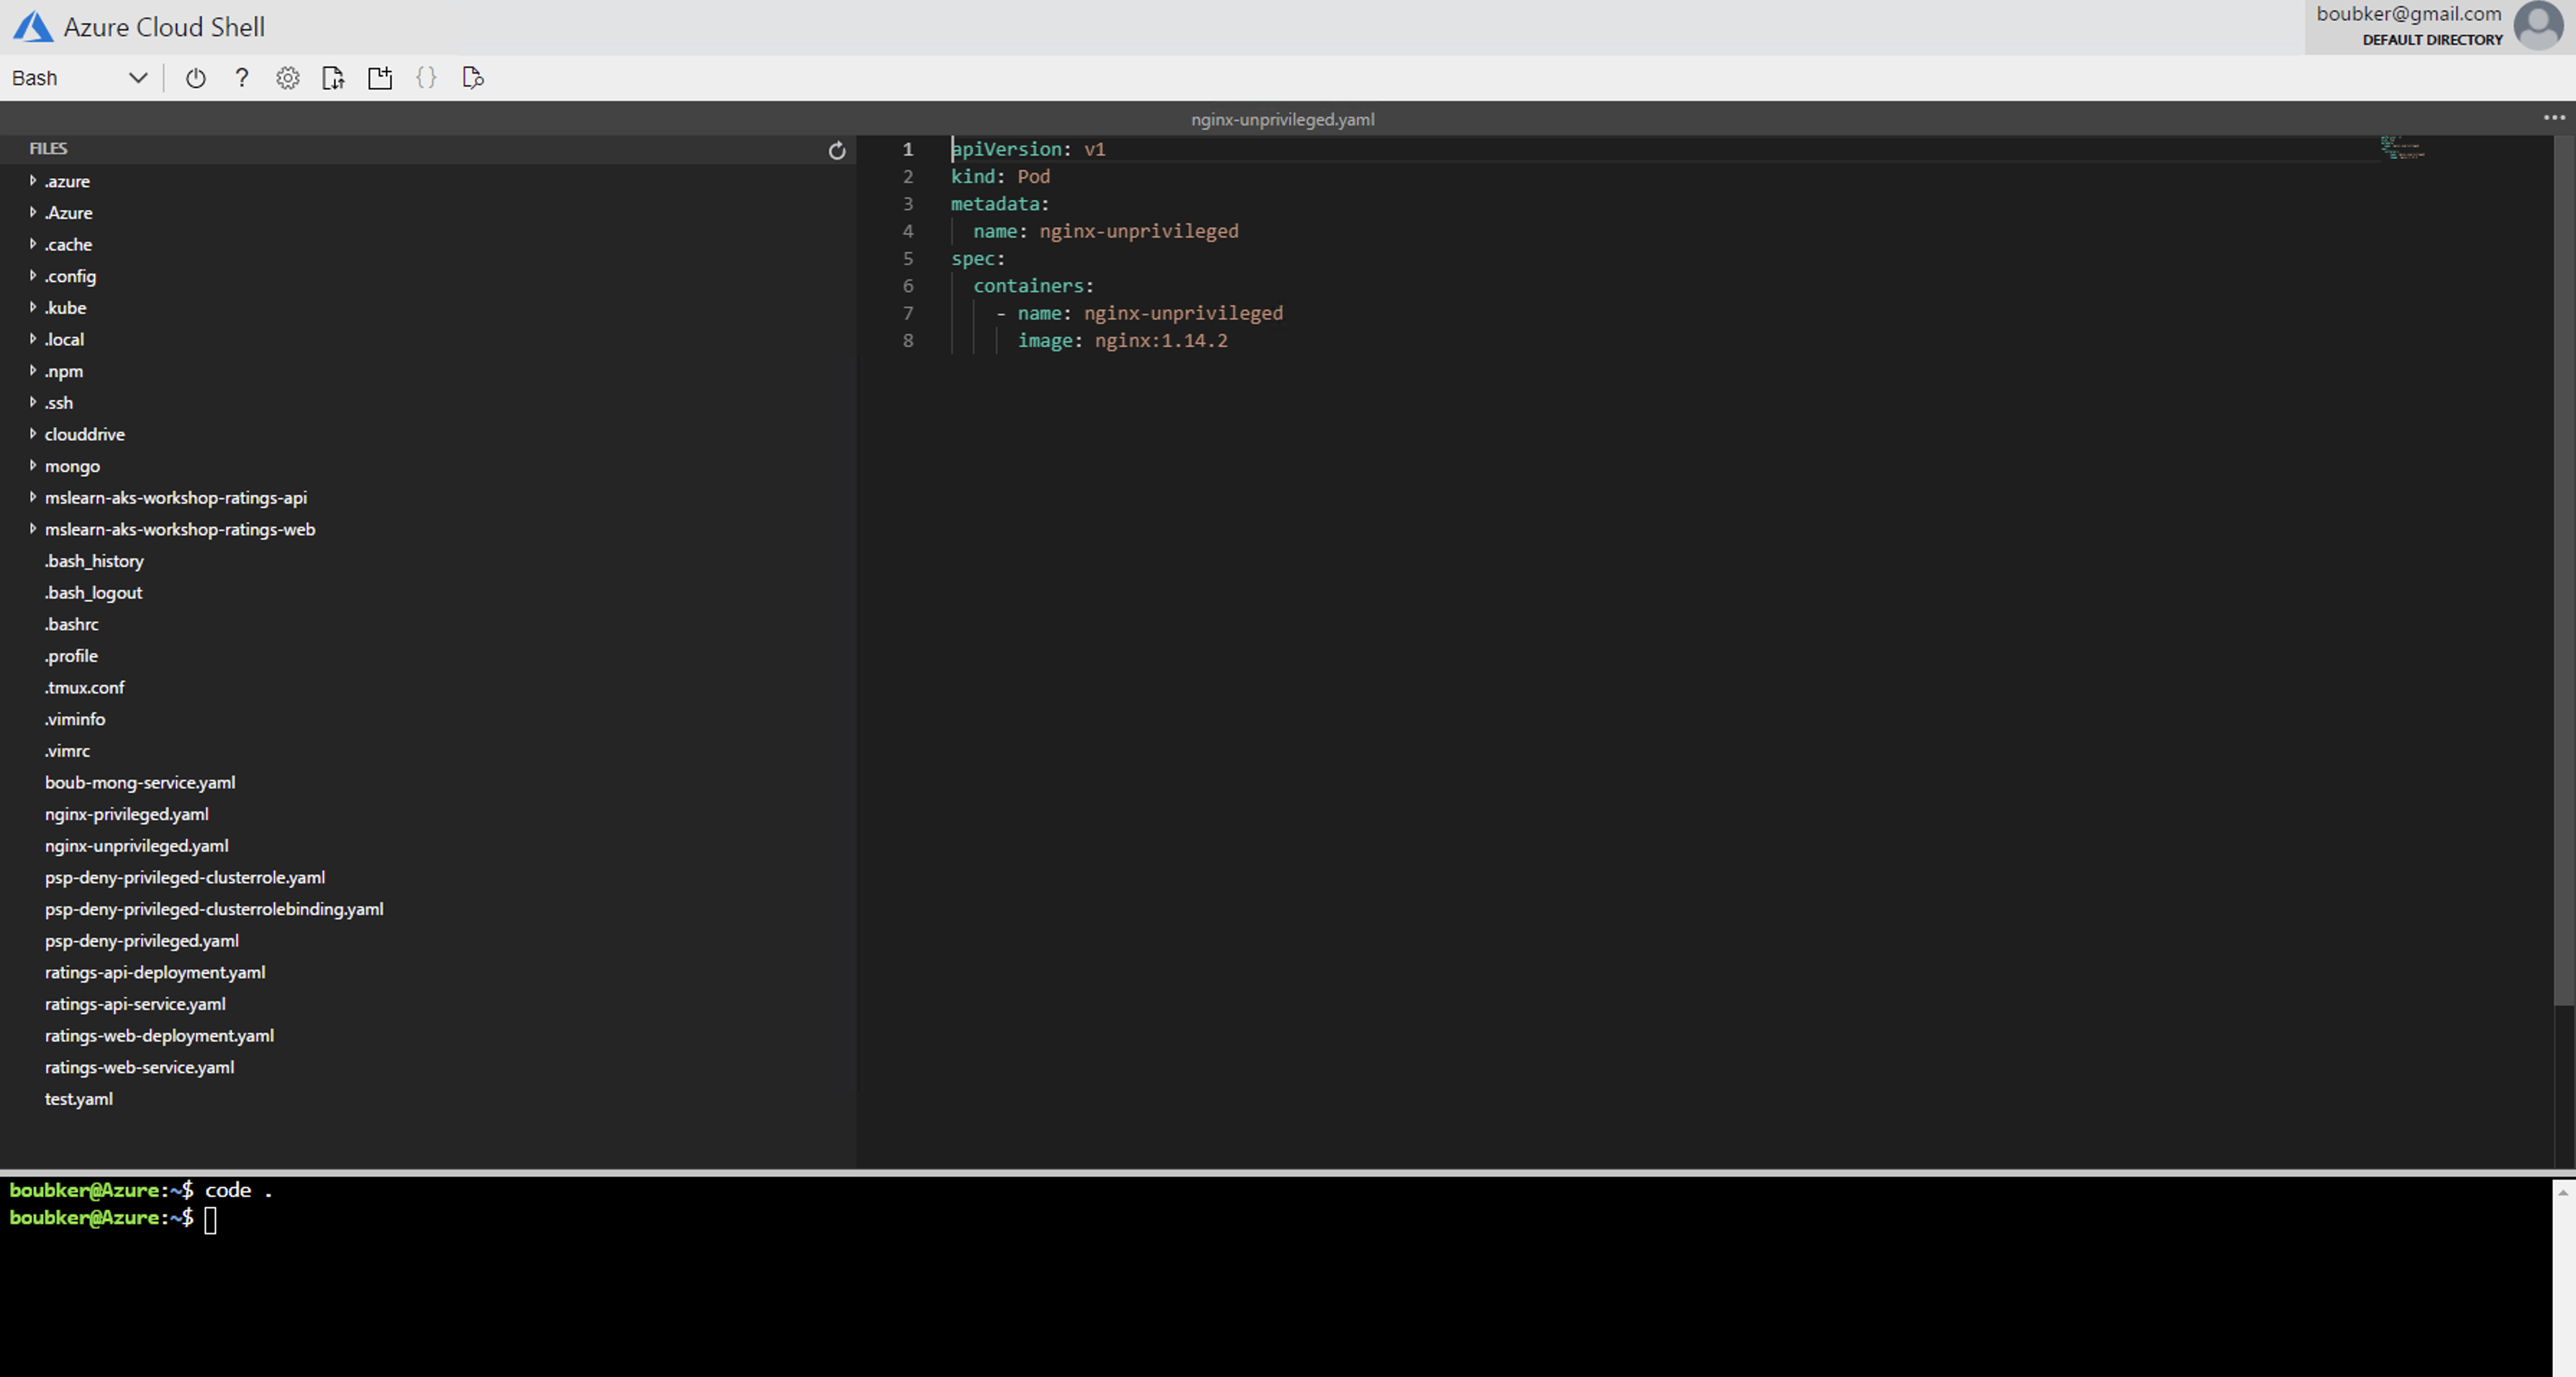 Azure Cloud Shell
boubker@gmail.com
DEFAULT DIRECTORY
Bash
?
{}
nginx-unprivileged.yaml
...
FILES
.azure
.Azure
.cache
.config
.kube
.local
.npm
.ssh
clouddrive
mongo
mslearn-aks-workshop-ratings-api
mslearn-aks-workshop-ratings-web
.bash_history
.bash_logout
.bashrc
.profile
.tmux.conf
.viminfo
.vimrc
boub-mong-service.yaml
nginx-privileged.yaml
nginx-unprivileged.yaml
psp-deny-privileged-clusterrole.yaml
psp-deny-privileged-clusterrolebinding.yaml
psp-deny-privileged.yaml
ratings-api-deployment.yaml
ratings-api-service.yaml
ratings-web-deployment.yaml
ratings-web-service.yaml
test.yaml
1 apiVersion: v1
2 kind: Pod
3 metadata:
4   name: nginx-unprivileged
5 spec:
6   containers:
7     - name: nginx-unprivileged
8       image: nginx:1.14.2
boubker@Azure:~$ code .
boubker@Azure:~$